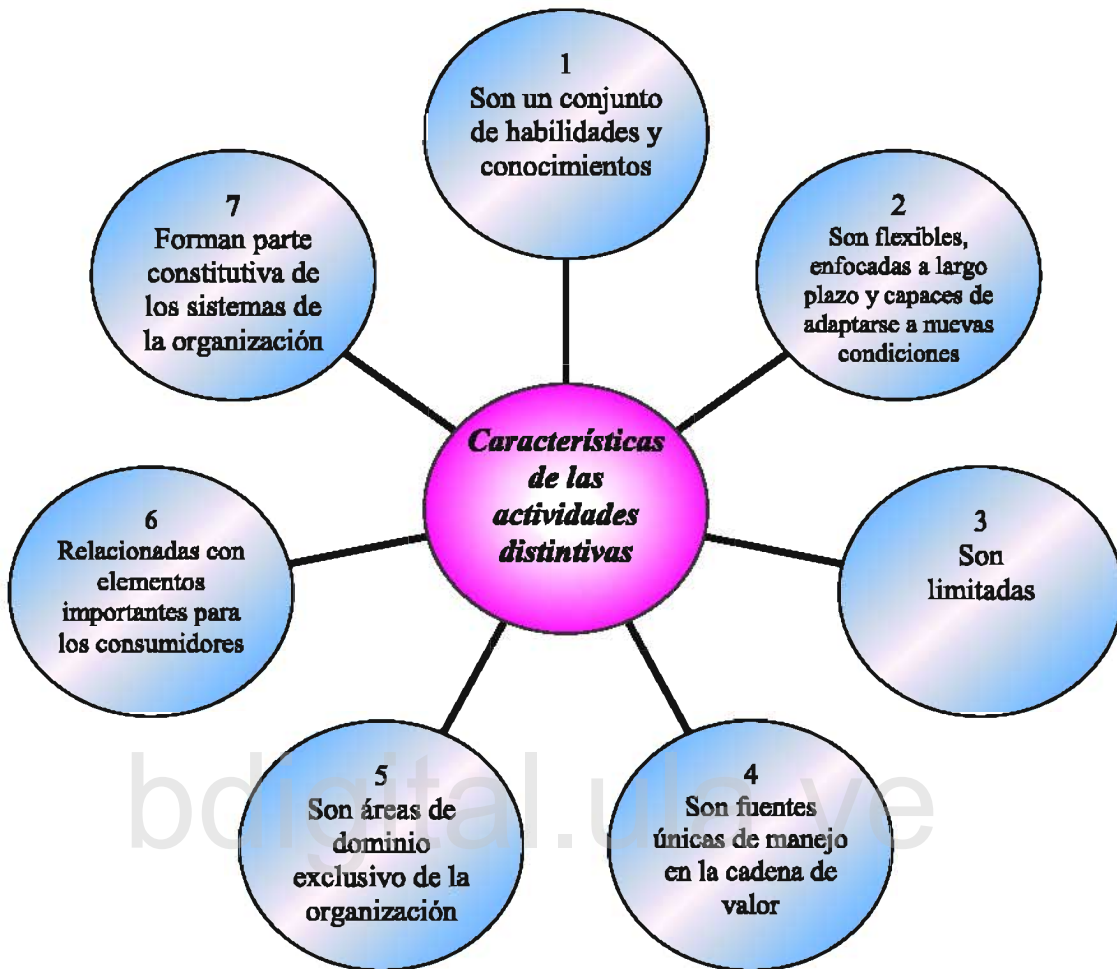 1
Son un conjunto
de habilidades y
conocimientos
2
Son flexibles,
enfocadas a largo
plazo y capaces de
adaptarse a nuevas
condiciones
3
Son
limitadas
4
Son fuentes
únicas de manejo
en la cadena de
valor
5
Son áreas de
dominio
exclusivo de la
organización
6
Relacionadas con
elementos
importantes para
los consumidores
7
Forman parte
constitutiva de
los sistemas de
la organización
Características
de las
actividades
distintivas
bdigital.ula.ve